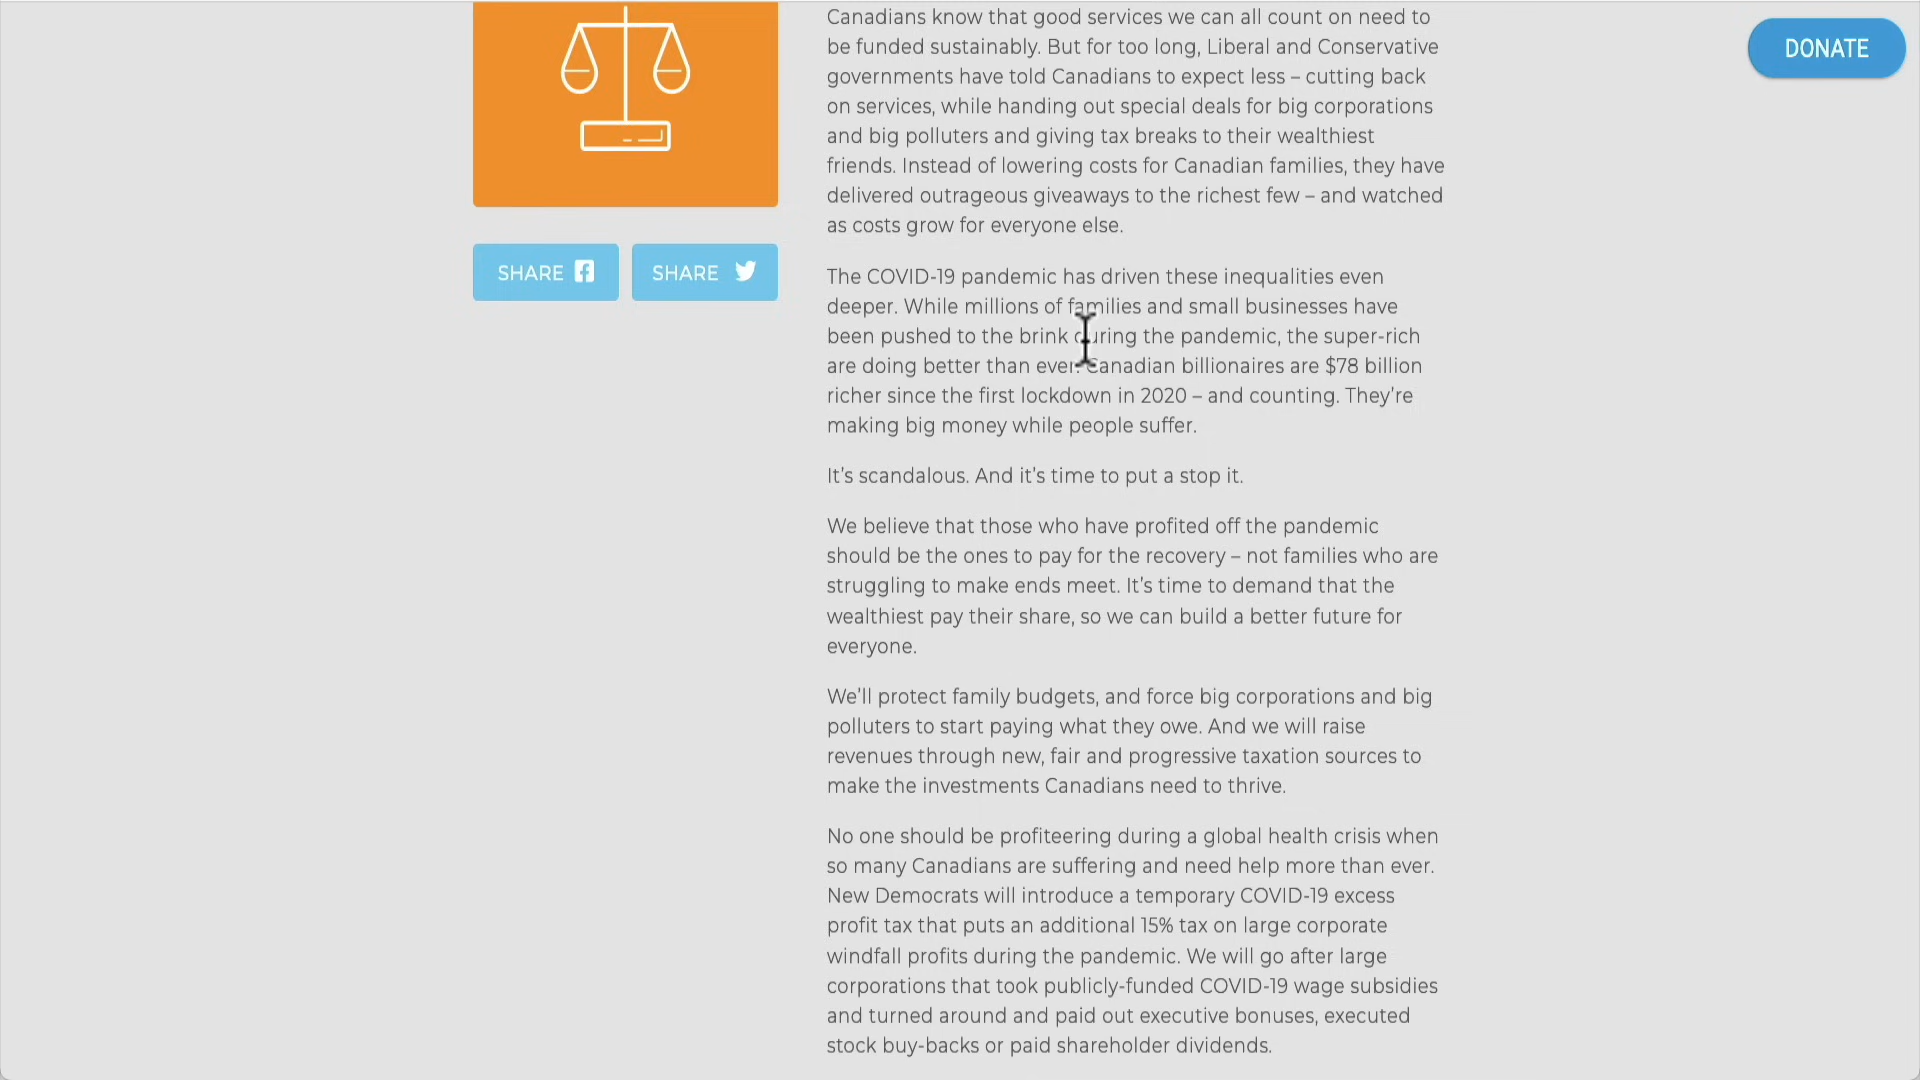 Canadians know that good services we can all count on need to
be funded sustainably. But for too long, Liberal and Conservative
governments have told Canadians to expect less – cutting back
on services, while handing out special deals for big corporations
and big polluters and giving tax breaks to their wealthiest
friends. Instead of lowering costs for Canadian families, they have
delivered outrageous giveaways to the richest few – and watched
as costs grow for everyone else.
The COVID-19 pandemic has driven these inequalities even
deeper. While millions of families and small businesses have
been pushed to the brink during the pandemic, the super-rich
are doing better than ever. Canadian billionaires are $78 billion
richer since the first lockdown in 2020 – and counting. They’re
making big money while people suffer.
It’s scandalous. And it’s time to put a stop it.
We believe that those who have profited off the pandemic
should be the ones to pay for the recovery – not families who are
struggling to make ends meet. It’s time to demand that the
wealthiest pay their share, so we can build a better future for
everyone.
We’ll protect family budgets, and force big corporations and big
polluters to start paying what they owe. And we will raise
revenues through new, fair and progressive taxation sources to
make the investments Canadians need to thrive.
No one should be profiteering during a global health crisis when
so many Canadians are suffering and need help more than ever.
New Democrats will introduce a temporary COVID-19 excess
profit tax that puts an additional 15% tax on large corporate
windfall profits during the pandemic. We will go after large
corporations that took publicly-funded COVID-19 wage subsidies
and turned around and paid out executive bonuses, executed
stock buy-backs or paid shareholder dividends.
SHARE
SHARE
DONATE